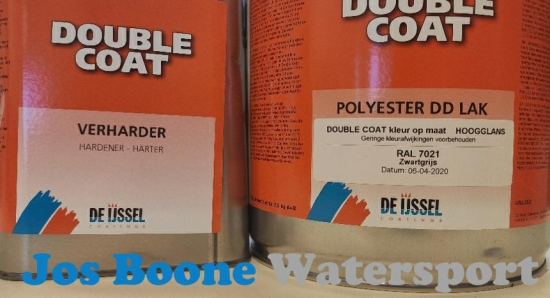 DOUBLE
COAT
VERHARDER
HARDENER - HÄRTER
DE IJSSEL
COATINGS
DOUBLE
COAT
POLYESTER DD LAK
DOUBLE COAT kleur op maat HOOGGLANS
Geringe kleurafwijkingen voorbehouden
RAL 7021
Zwartgrijs
Datum: 06-04-2020
DE IJSSEL
COATINGS
Jos Boone Watersport